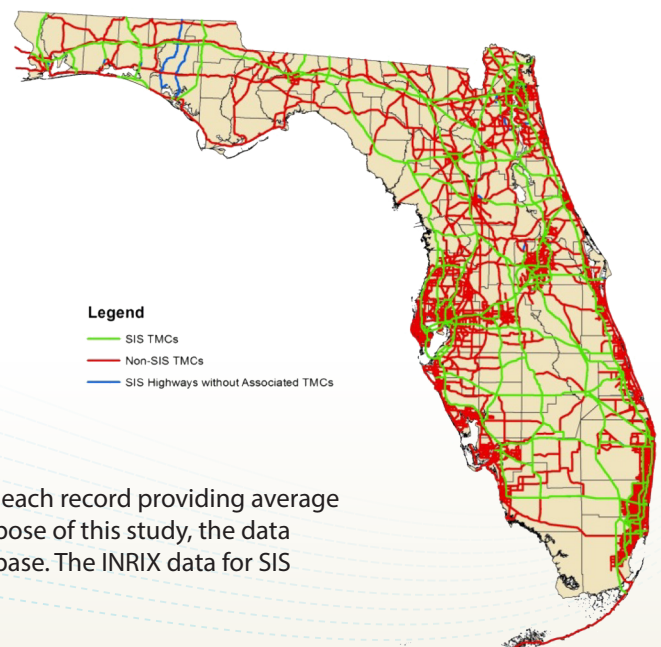 Legend
SIS TMCs
Non-SIS TMCs
SIS Highways without Associated TMCs
each record providing average
pose of this study, the data
base. The INRIX data for SIS